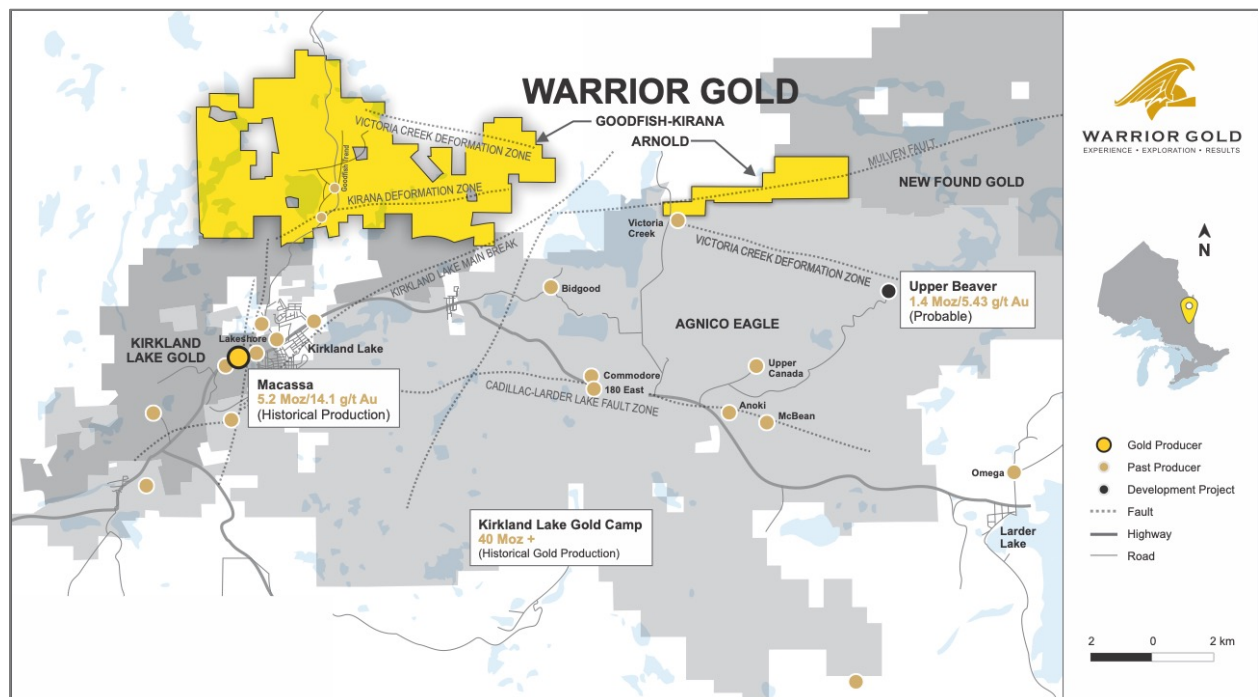 WARRIOR GOLD
GOODFISH-KIRANA
ARNOLD
VICTORIA CREEK DEFORMATION ZONE
Goodfish Trend
KIRANA DEFORMATION ZONE
MULVEN FAULT
NEW FOUND GOLD
Victoria
Creek
VICTORIA CREEK DEFORMATION ZONE
KIRKLAND LAKE MAIN BREAK
Bidgood
Upper Beaver
1.4 Moz/5.43 g/t Au
(Probable)
AGNICO EAGLE
KIRKLAND
LAKE GOLD
Lakeshore
Kirkland Lake
Macassa
5.2 Moz/14.1 g/t Au
(Historical Production)
Commodore
180 East
Upper
Canada
CADILLAC-LARDER LAKE FAULT ZONE
Anoki
McBean
Omega
Larder
Lake
Kirkland Lake Gold Camp
40 Moz +
(Historical Gold Production)
WARRIOR GOLD
EXPERIENCE • EXPLORATION • RESULTS
N
Gold Producer
Past Producer
Development Project
Fault
Highway
Road
2 0 2 km